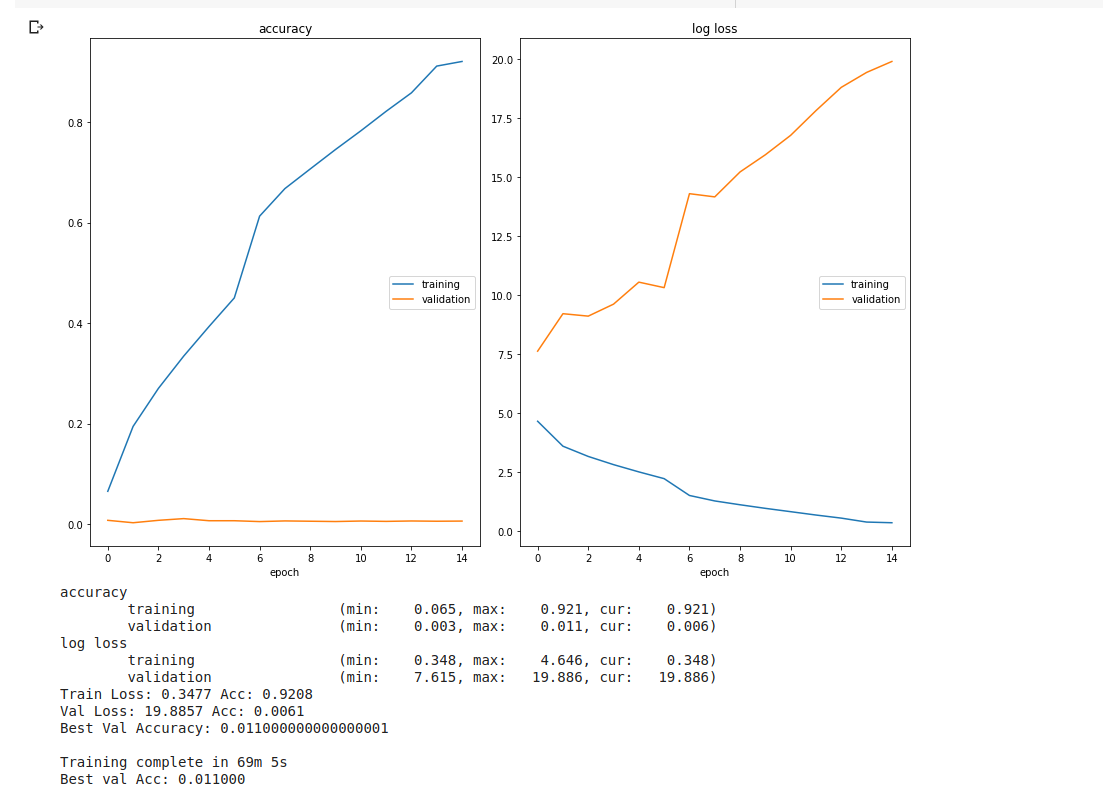 accuracy
log loss
0.8
0.6
0.4
0.2
0.0
training
validation
0 2 4 6 8 10 12 14
epoch
20.0
17.5
15.0
12.5
10.0
7.5
5.0
2.5
0.0
training
validation
0 2 4 6 8 10 12 14
epoch
accuracy
training (min: 0.065, max: 0.921, cur: 0.921)
validation (min: 0.003, max: 0.011, cur: 0.006)
log loss
training (min: 0.348, max: 4.646, cur: 0.348)
validation (min: 7.615, max: 19.886, cur: 19.886)
Train Loss: 0.3477 Acc: 0.9208
Val Loss: 19.8857 Acc: 0.0061
Best Val Accuracy: 0.011000000000000001
Training complete in 69m 5s
Best val Acc: 0.011000